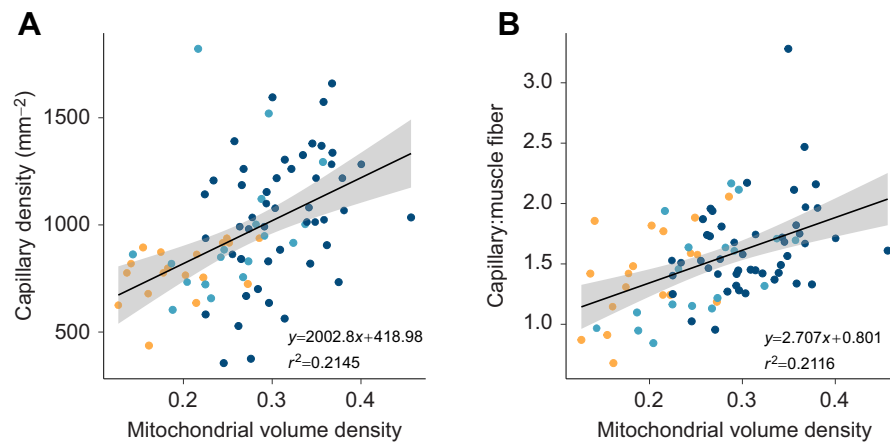 A
Capillary density (mm−2)
1500
1000
500
y=2002.8x+418.98
r2=0.2145
0.2
0.3
0.4
Mitochondrial volume density
B
Capillary:muscle fiber
3.0
2.5
2.0
1.5
1.0
y=2.707x+0.801
r2=0.2116
0.2
0.3
0.4
Mitochondrial volume density